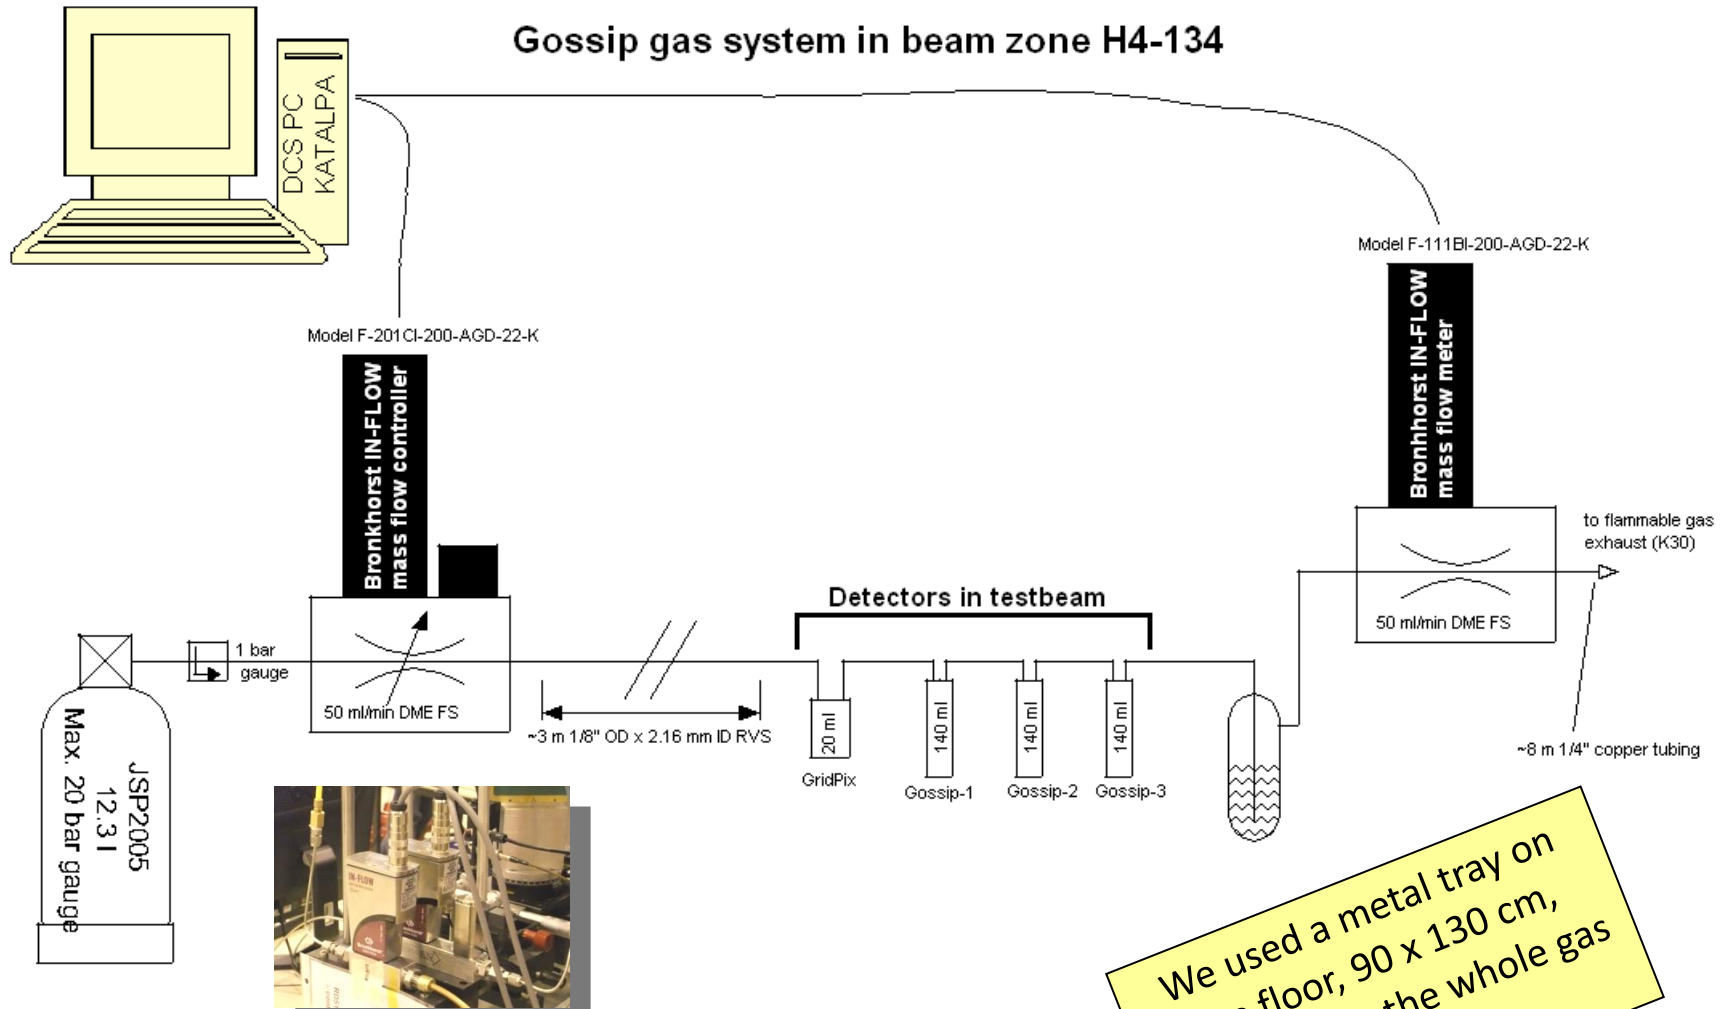 Gossip gas system in beam zone H4-134
DCS PC
KATALPA
Model F-111BI-200-AGD-22-K
Model F-201CI-200-AGD-22-K
Bronkhorst IN-FLOW
mass flow controller
Bronhhorst IN-FLOW
mass flow meter
to flammable gas
exhaust (K30)
Detectors in testbeam
50 ml/min DME FS
1 bar
gauge
50 ml/min DME FS
~3 m 1/8" OD x 2.16 mm ID RVS
20 ml
140 ml
140 ml
140 ml
GridPix
Gossip-1
Gossip-2
Gossip-3
~8 m 1/4" copper tubing
JSP2005
12.3 l
Max. 20 bar gauge
IN-FLOW
We used a metal tray on
floor, 90 x 130 cm,
the whole gas